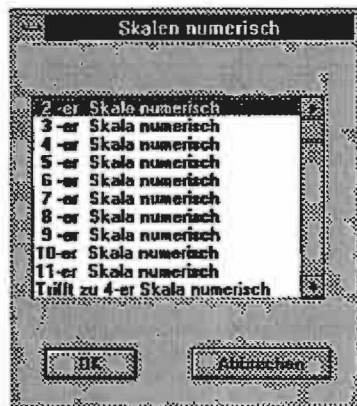 Skalen numerisch
2 -er Skala numerisch
3 -er Skala numerisch
4 -er Skala numerisch
5 -er Skala numerisch
6 -er Skala numerisch
7 -er Skala numerisch
8 -er Skala numerisch
9 -er Skala numerisch
10-er Skala numerisch
11-er Skala numerisch
Trifft zu 4-er Skala numerisch
OK
Abbrechen